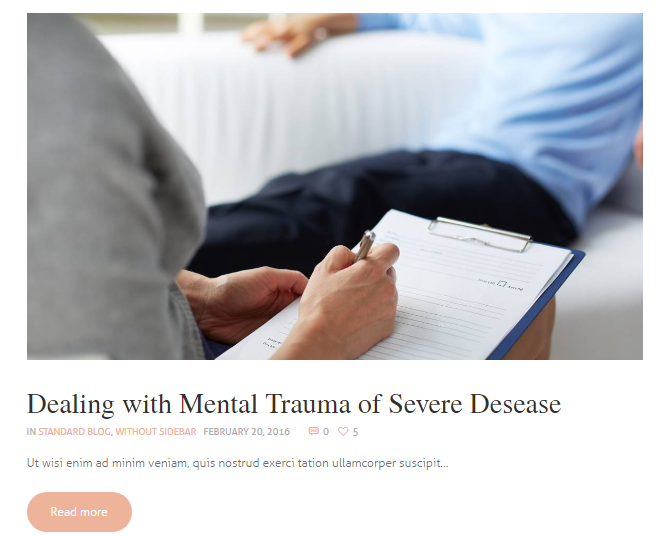 Dealing with Mental Trauma of Severe Desease
IN STANDARD BLOG, WITHOUT SIDEBAR FEBRUARY 20, 2016 0 5
Ut wisi enim ad minim veniam, quis nostrud exerci tation ullamcorper suscipit...
Read more